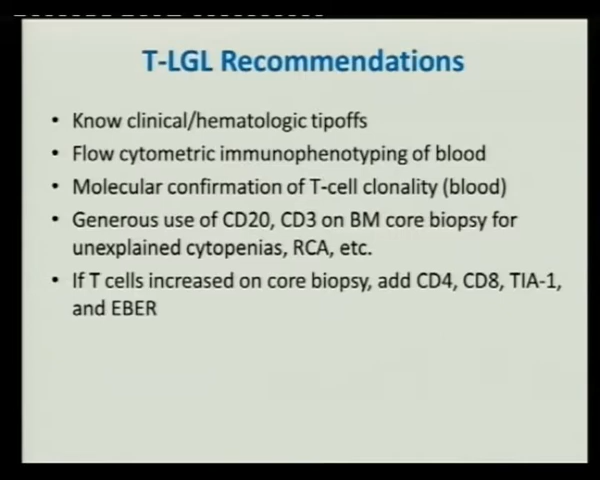 T-LGL Recommendations
• Know clinical/hematologic tipoffs
• Flow cytometric immunophenotyping of blood
• Molecular confirmation of T-cell clonality (blood)
• Generous use of CD20, CD3 on BM core biopsy for
unexplained cytopenias, RCA, etc.
• If T cells increased on core biopsy, add CD4, CD8, TIA-1,
and EBER